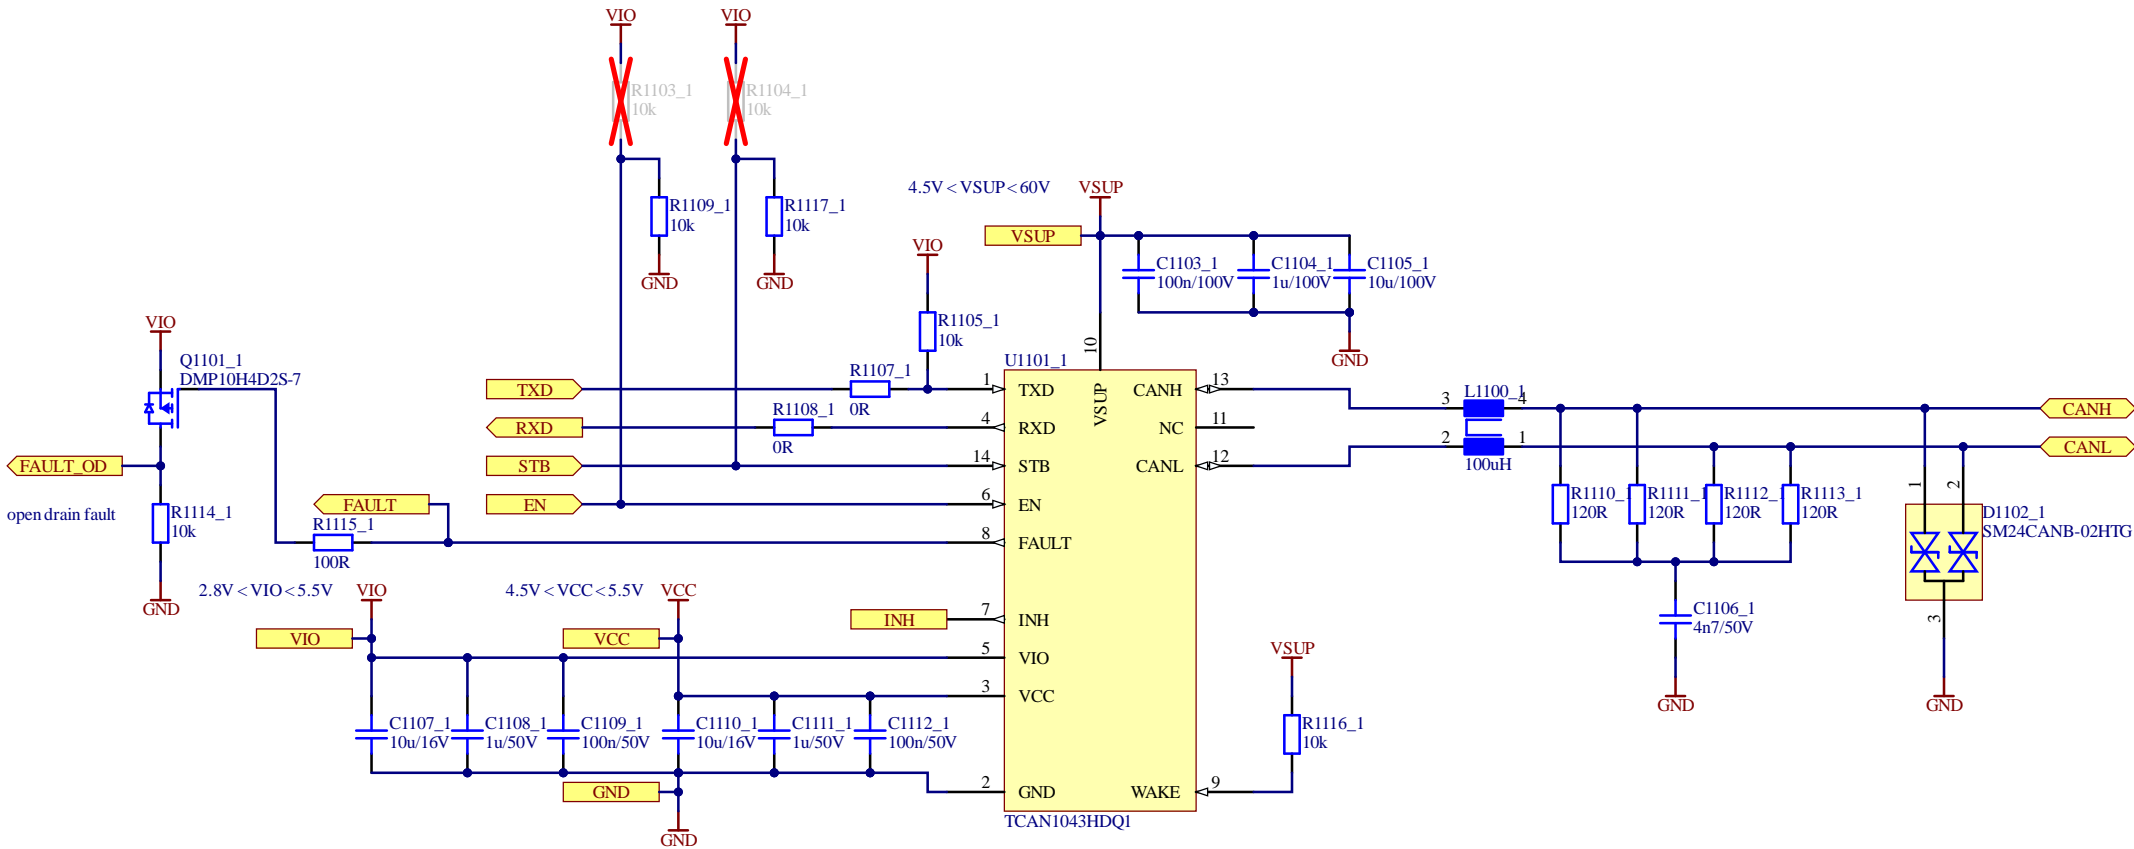 VIO
VIO
R1103_1
10k
R1104_1
10k
R1109_1
10k
R1117_1
10k
GND
GND
4.5V<VSUP<60V
VSUP
VSUP
VIO
C1103_1
100n/100V
C1104_1
1u/100V
C1105_1
10u/100V
GND
R1105_1
10k
VIO
Q1101_1
DMP10H4D2S-7
FAULT_OD
open drain fault
R1114_1
10k
GND
FAULT
R1115_1
100R
TXD
RXD
STB
EN
R1107_1
0R
R1108_1
0R
U1101_1
10
VSUP
1
TXD
4
RXD
14
STB
6
EN
8
FAULT
7
INH
5
VIO
3
VCC
2
GND
CANH
13
NC
11
CANL
12
WAKE
9
TCAN1043HDQ1
INH
L1100_1
3
4
2
1
100uH
CANH
CANL
R1110_1
120R
R1111_1
120R
R1112_1
120R
R1113_1
120R
C1106_1
4n7/50V
GND
1
2
3
D1102_1
SM24CANB-02HTG
GND
2.8V<VIO<5.5V
VIO
VIO
4.5V<VCC<5.5V
VCC
VCC
C1107_1
10u/16V
C1108_1
1u/50V
C1109_1
100n/50V
C1110_1
10u/16V
C1111_1
1u/50V
C1112_1
100n/50V
GND
GND
VSUP
R1116_1
10k